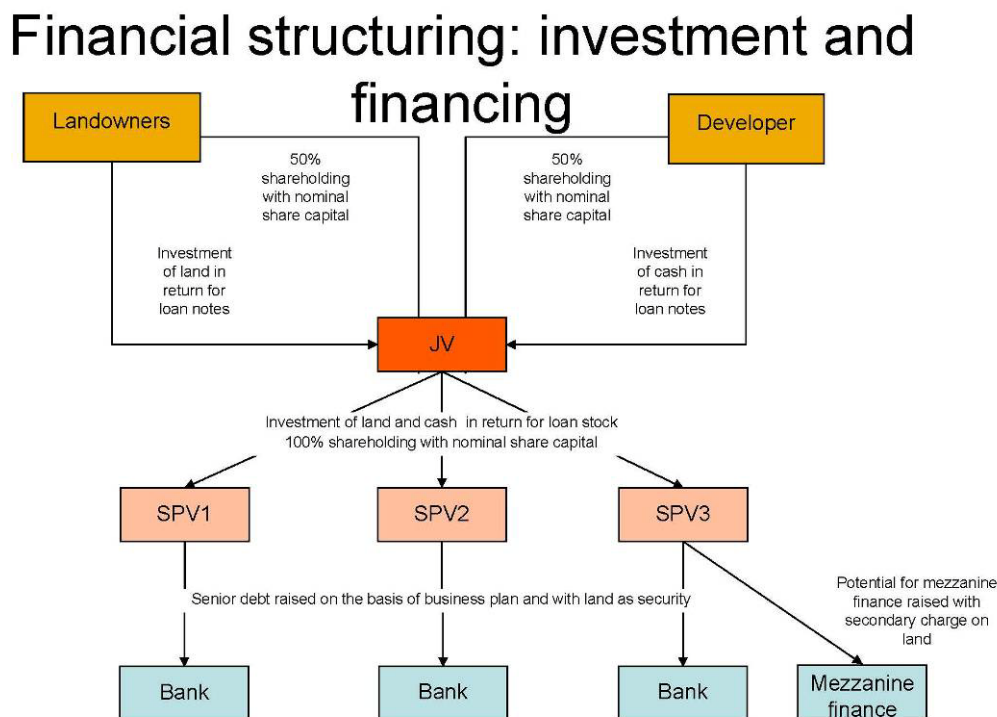 Financial structuring: investment and
financing
Landowners
Developer
50%
shareholding
with nominal
share capital
50%
shareholding
with nominal
share capital
Investment
of land in
return for
loan notes
Investment
of cash in
return for
loan notes
JV
Investment of land and cash in return for loan stock
100% shareholding with nominal share capital
SPV1
SPV2
SPV3
Senior debt raised on the basis of business plan and with land as security
Potential for mezzanine
finance raised with
secondary charge on
land
Bank
Bank
Bank
Mezzanine
finance